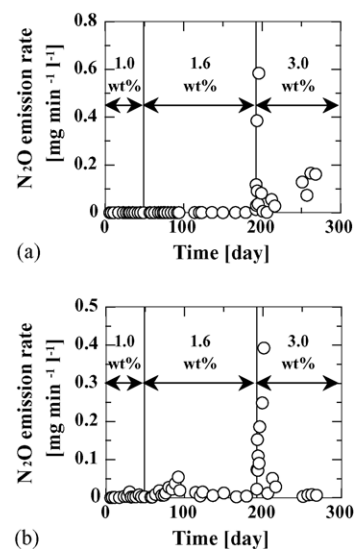 0.8
0.6
0.4
0.2
0
N₂O emission rate
[mg min ⁻¹ l⁻¹]
1.0
wt%
1.6
wt%
3.0
wt%
0 100 200 300
Time [day]
(a)
0.5
0.4
0.3
0.2
0.1
0
N₂O emission rate
[mg min ⁻¹ l⁻¹]
1.0
wt%
1.6
wt%
3.0
wt%
0 100 200 300
Time [day]
(b)